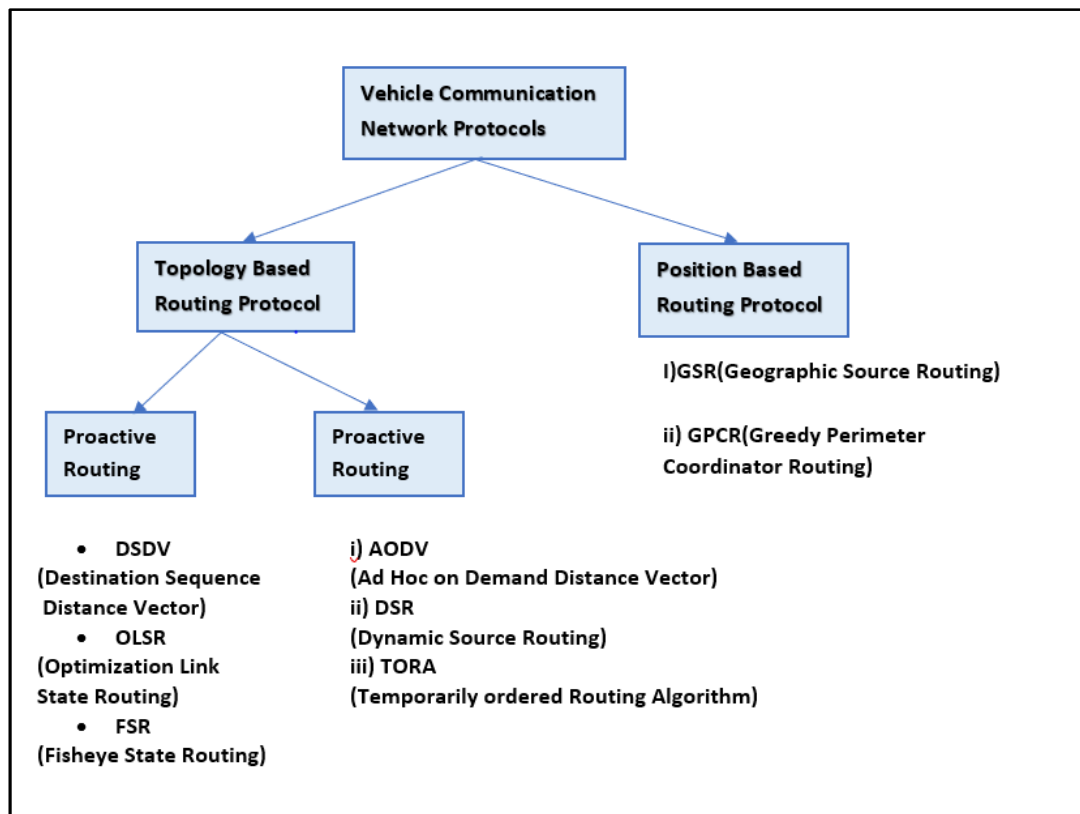 Vehicle Communication
Network Protocols
Topology Based
Routing Protocol
Position Based
Routing Protocol
I)GSR(Geographic Source Routing)
ii) GPCR(Greedy Perimeter
Coordinator Routing)
Proactive
Routing
Proactive
Routing
• DSDV
(Destination Sequence
Distance Vector)
• OLSR
(Optimization Link
State Routing)
• FSR
(Fisheye State Routing)
i) AODV
(Ad Hoc on Demand Distance Vector)
ii) DSR
(Dynamic Source Routing)
iii) TORA
(Temporarily ordered Routing Algorithm)